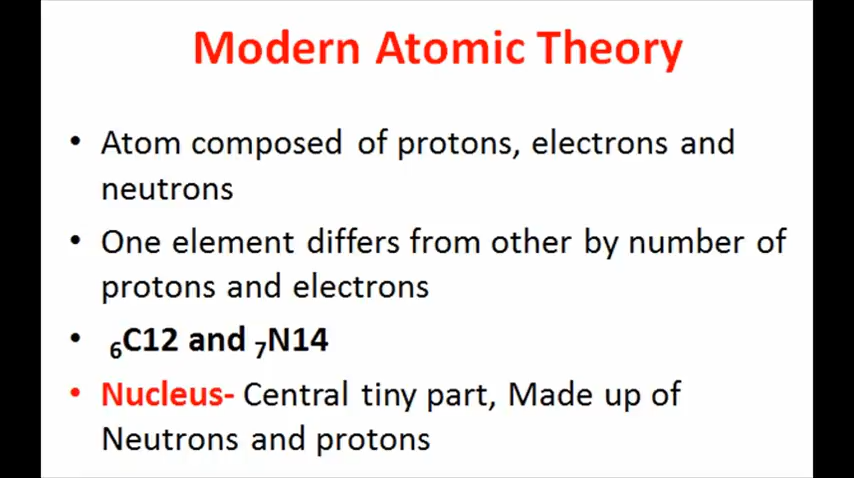 Modern Atomic Theory
• Atom composed of protons, electrons and
neutrons
• One element differs from other by number of
protons and electrons
• ₆C12 and ₇N14
• Nucleus- Central tiny part, Made up of
Neutrons and protons